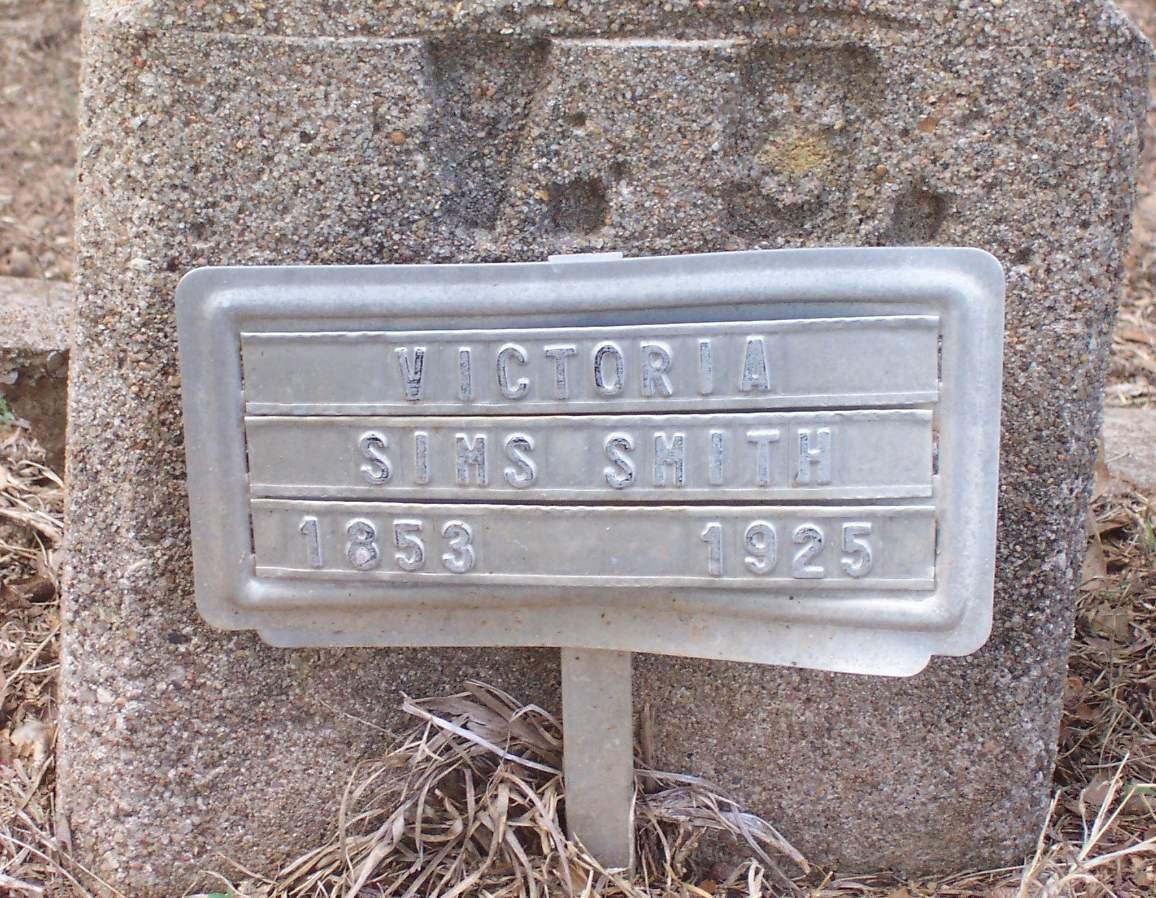 VICTORIA
SIMS SMITH
1853 1925